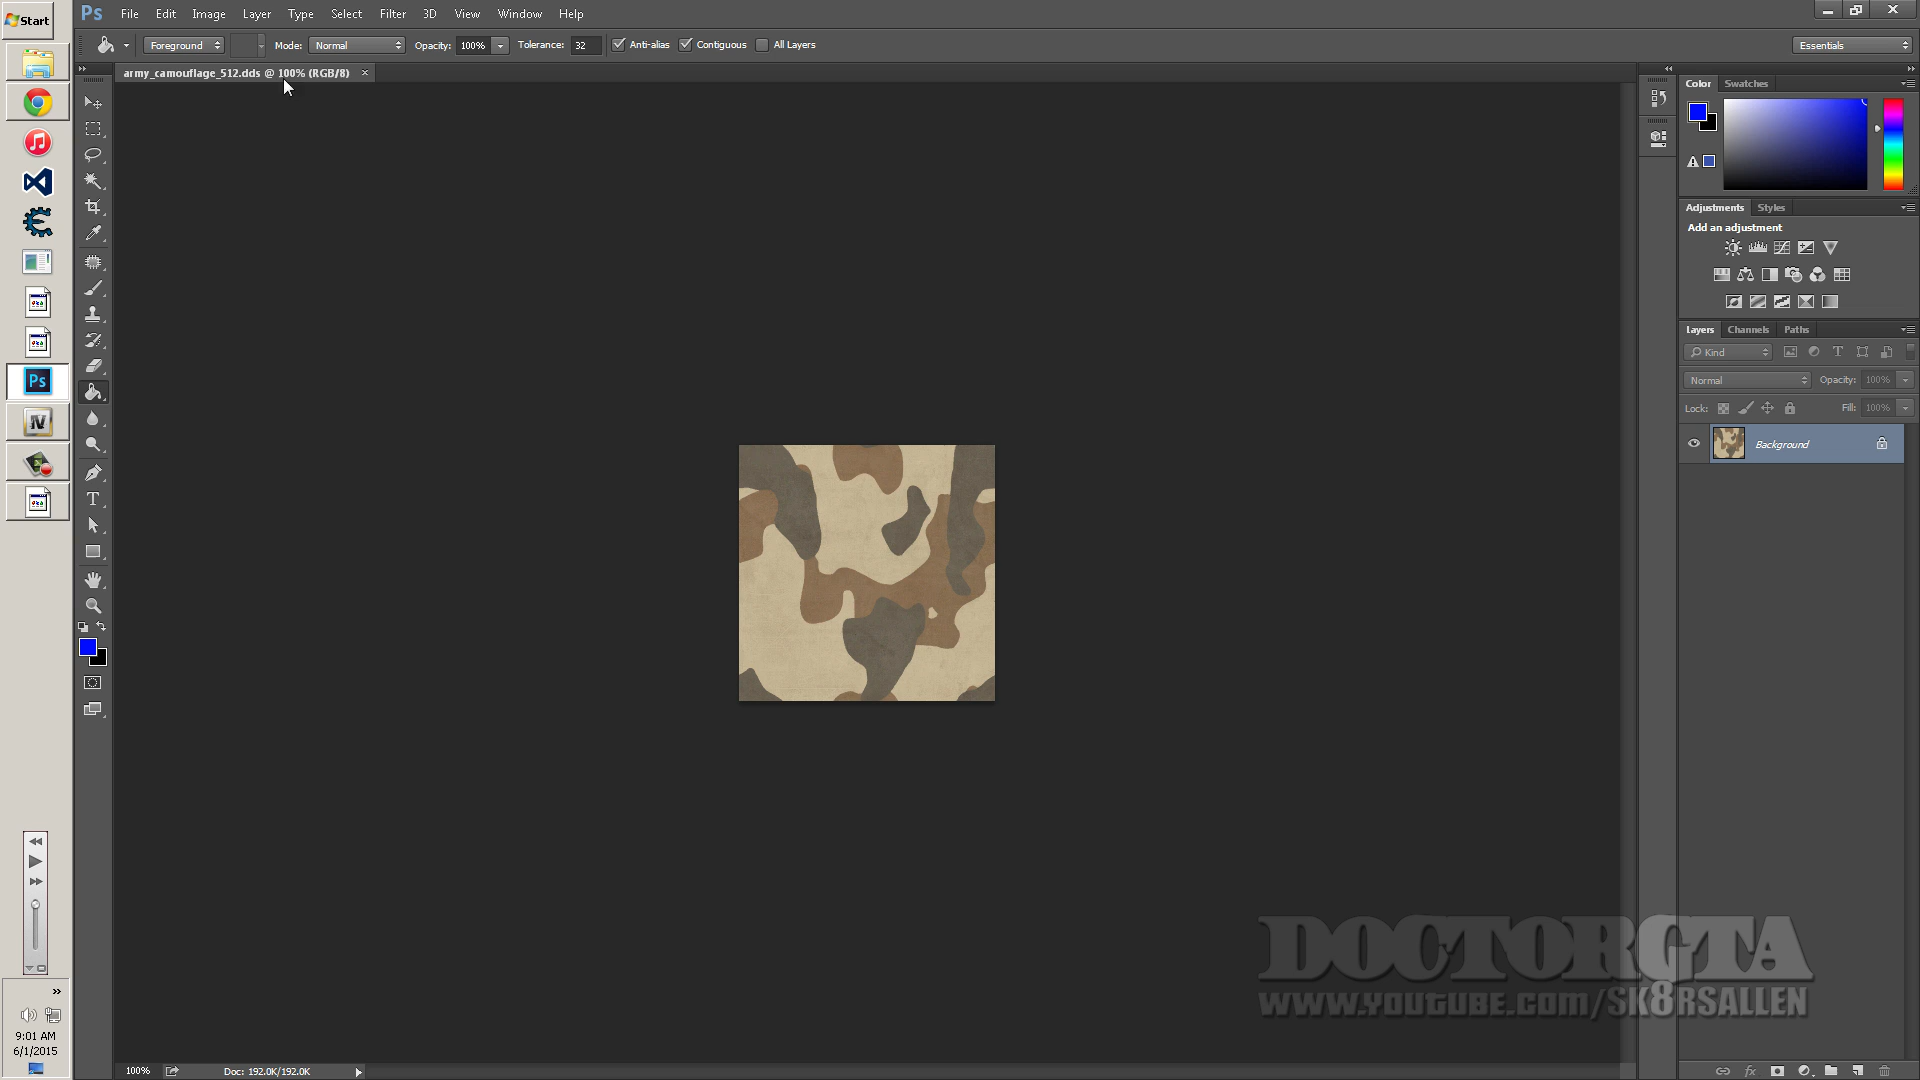 Start
Ps File Edit Image Layer Type Select Filter 3D View Window Help
Foreground Mode: Normal Opacity: 100% Tolerance: 32 Anti-alias Contiguous All Layers Essentials
army_camouflage_512.dds @ 100% (RGB/8) ×
Color Swatches
Adjustments Styles
Add an adjustment
Layers Channels Paths
Kind
Normal Opacity: 100%
Lock: Fill: 100%
Background
Ps
IV
T
DOCTORGTA
WWW.YOUTUBE.COM/SK8RSALLEN
9:01 AM
6/1/2015
100% Doc: 192.0K/192.0K
fx